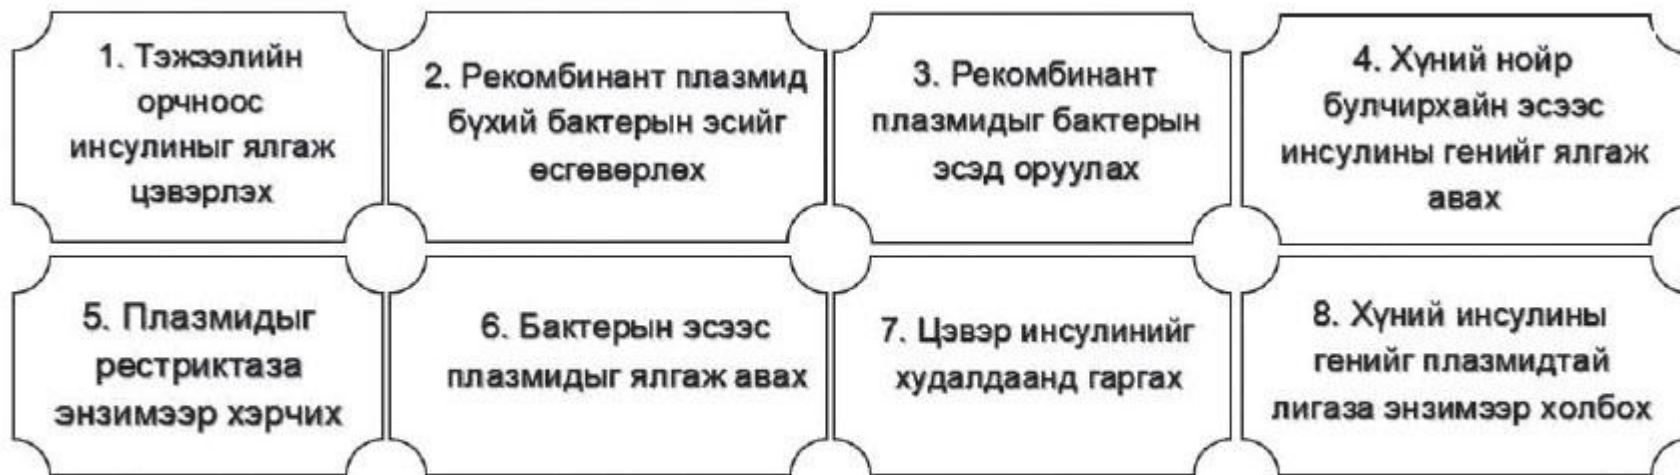 1. Тэжээлийн
орчноос
инсулиныг ялгаж
цэвэрлэх
2. Рекомбинант плазмид
бүхий бактерын эсийг
өсгөвөрлөх
3. Рекомбинант
плазмидыг бактерын
эсэд оруулах
4. Хүний нойр
булчирхайн эсээс
инсулины генийг ялгаж
авах
5. Плазмидыг
рестриктаза
энзимээр хэрчих
6. Бактерын эсээс
плазмидыг ялгаж авах
7. Цэвэр инсулинийг
худалдаанд гаргах
8. Хүний инсулины
генийг плазмидтай
лигаза энзимээр холбох